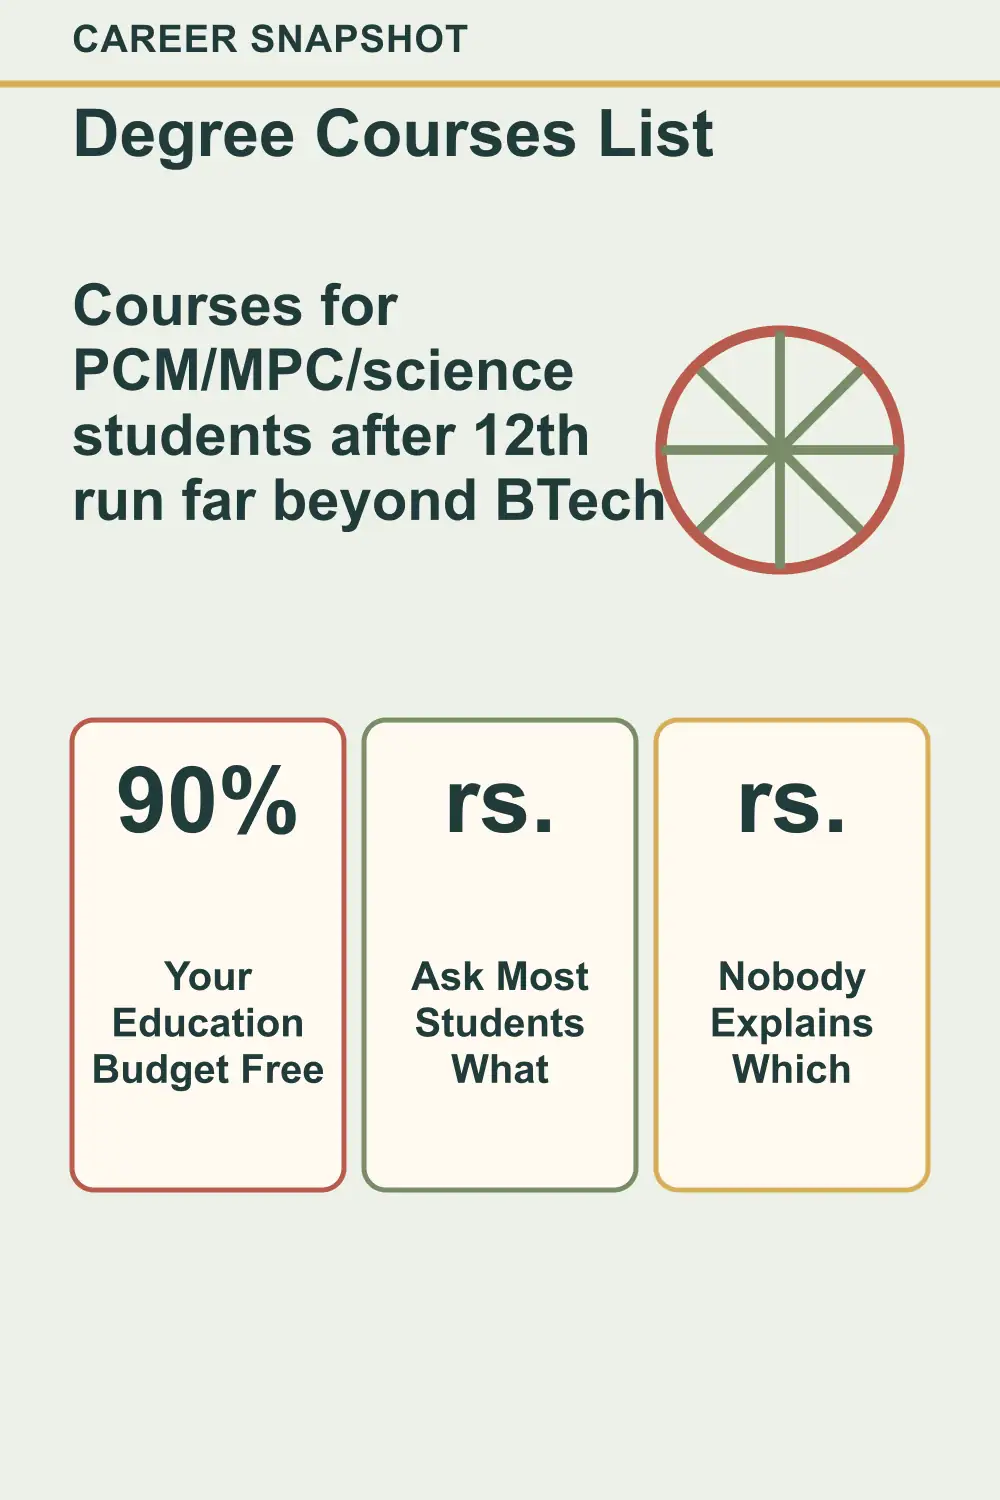 CAREER SNAPSHOT
Degree Courses List
Courses for
PCM/MPC/science
students after 12th
run far beyond BTech
90%
Your
Education
Budget Free
rs.
Ask Most
Students
What
rs.
Nobody
Explains
Which